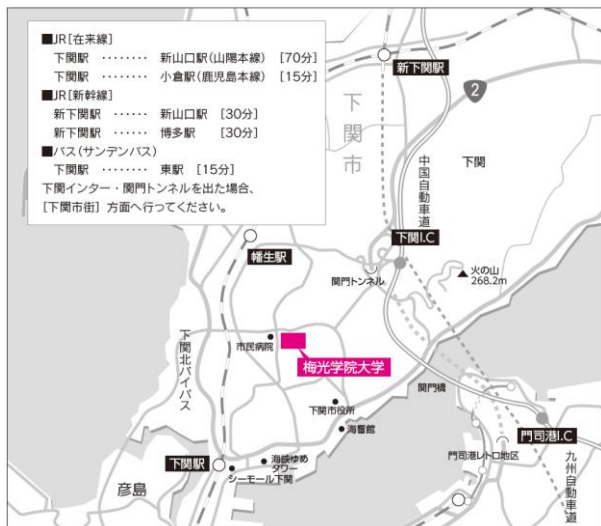 ■JR[在来線]
下関駅 ‥‥‥‥ 新山口駅(山陽本線) [70分]
下関駅 ‥‥‥‥ 小倉駅(鹿児島本線) [15分]
■JR[新幹線]
新下関駅 ‥‥‥ 新山口駅 [30分]
新下関駅 ‥‥‥ 博多駅 [30分]
■バス(サンデンバス)
下関駅 ‥‥‥‥ 東駅 [15分]
下関インター・関門トンネルを出た場合、
[下関市街] 方面へ行ってください。
新下関駅
2
下関市
下関
中国自動車道
幡生駅
下関I.C
関門トンネル
火の山
268.2m
下関北バイパス
市民病院
梅光学院大学
関門橋
下関市役所
海響館
門司港I.C
門司港レトロ地区
下関駅
海峡ゆめ
タワー
シーモール下関
彦島
九州自動車道